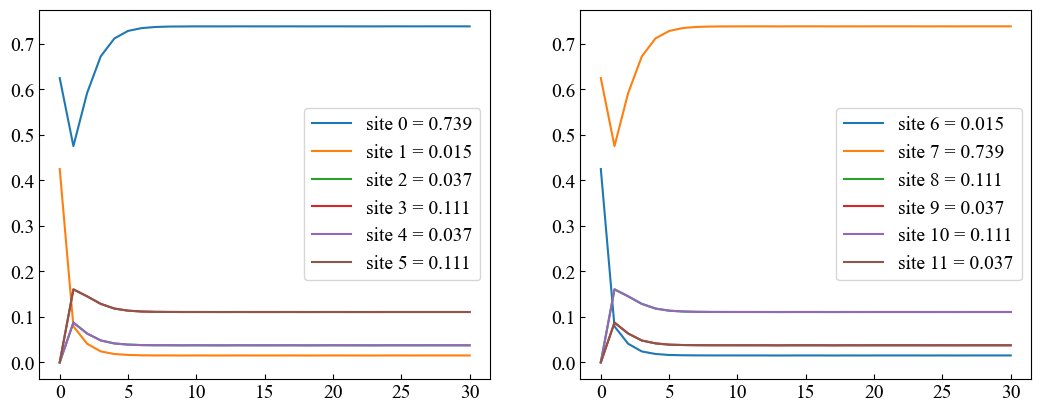 0.7
0.6
0.5
0.4
0.3
0.2
0.1
0.0
site 0 = 0.739
site 1 = 0.015
site 2 = 0.037
site 3 = 0.111
site 4 = 0.037
site 5 = 0.111
0 5 10 15 20 25 30
0.7
0.6
0.5
0.4
0.3
0.2
0.1
0.0
site 6 = 0.015
site 7 = 0.739
site 8 = 0.111
site 9 = 0.037
site 10 = 0.111
site 11 = 0.037
0 5 10 15 20 25 30